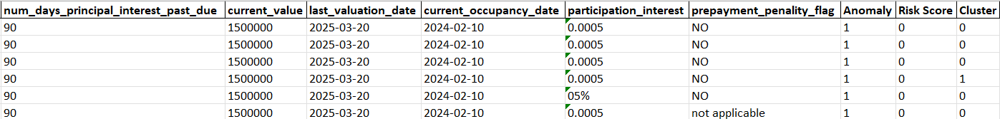 num_days_principal_interest_past_due current_value last_valuation_date current_occupancy_date participation_interest prepayment_penality_flag Anomaly Risk Score Cluster
90 1500000 2025-03-20 2024-02-10 0.0005 NO 1 0 0
90 1500000 2025-03-20 2024-02-10 0.0005 NO 1 0 0
90 1500000 2025-03-20 2024-02-10 0.0005 NO 1 0 0
90 1500000 2025-03-20 2024-02-10 0.0005 NO 1 0 1
90 1500000 2025-03-20 2024-02-10 05% NO 1 0 0
90 1500000 2025-03-20 2024-02-10 0.0005 not applicable 1 0 0